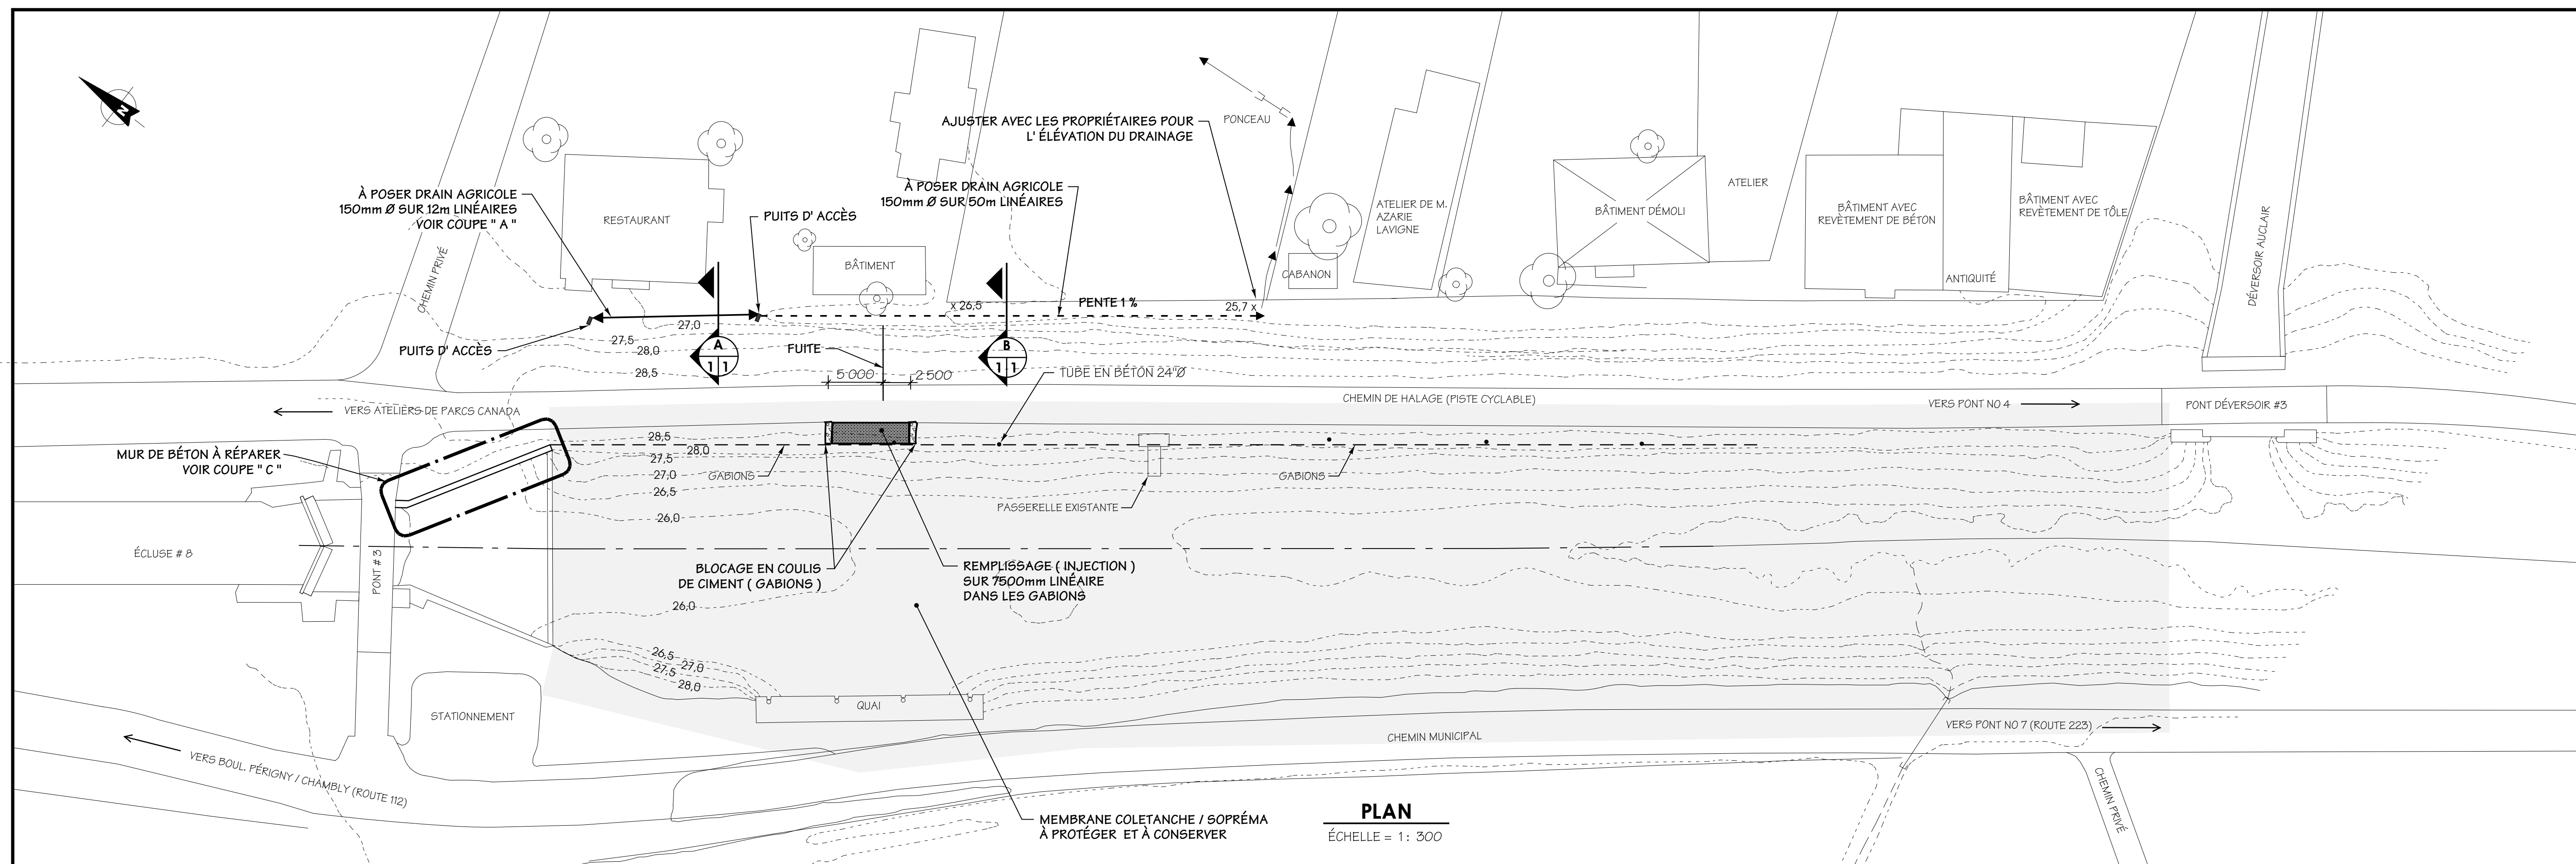 N
AJUSTER AVEC LES PROPRIÉTAIRES POUR
L' ÉLÉVATION DU DRAINAGE
PONCEAU
À POSER DRAIN AGRICOLE
150mm Ø SUR 12m LINÉAIRES
VOIR COUPE " A "
CHEMIN PRIVÉ
RESTAURANT
PUITS D' ACCÈS
À POSER DRAIN AGRICOLE
150mm Ø SUR 50m LINÉAIRES
BÂTIMENT
CABANON
ATELIER DE M.
AZARIE
LAVIGNE
BÂTIMENT DÉMOLI
ATELIER
BÂTIMENT AVEC
REVÈTEMENT DE BÉTON
BÂTIMENT AVEC
REVÈTEMENT DE TÔLE
ANTIQUITÉ
DÉVERSOIR AUCLAIR
x 26,5
PENTE 1 %
25,7 x
PUITS D' ACCÈS
27,0
27,5
28,0
28,5
A
1 1
FUITE
B
1 1
5 000
2 500
TUBE EN BÉTON 24"Ø
VERS ATELIERS DE PARCS CANADA
CHEMIN DE HALAGE (PISTE CYCLABLE)
VERS PONT NO 4
PONT DÉVERSOIR #3
MUR DE BÉTON À RÉPARER
VOIR COUPE " C "
28,5
28,0
27,5
27,0
26,5
26,0
GABIONS
GABIONS
PASSERELLE EXISTANTE
ÉCLUSE # 8
PONT # 3
BLOCAGE EN COULIS
DE CIMENT ( GABIONS )
REMPLISSAGE ( INJECTION )
SUR 7500mm LINÉAIRE
DANS LES GABIONS
26,0
26,5
27,0
27,5
28,0
QUAI
STATIONNEMENT
VERS BOUL. PÉRIGNY / CHAMBLY (ROUTE 112)
CHEMIN MUNICIPAL
VERS PONT NO 7 (ROUTE 223)
CHEMIN PRIVÉ
MEMBRANE COLETANCHE / SOPRÉMA
À PROTÉGER ET À CONSERVER
PLAN
ÉCHELLE = 1 : 300